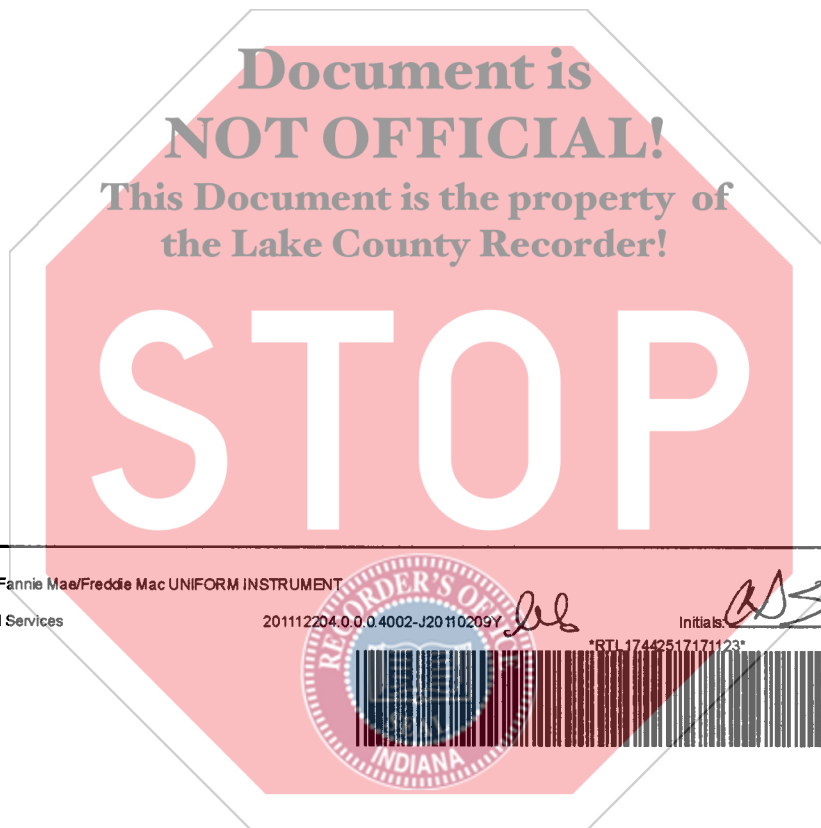 Document is
NOT OFFICIAL!
This Document is the property of
the Lake County Recorder!
STOP
Fannie Mae/Freddie Mac UNIFORM INSTRUMENT
l Services 201112204.0.0.0.4002-J20110209Y Initials:
*RTL17442517171123*
RECORDER'S OFFICE
SEAL
INDIANA